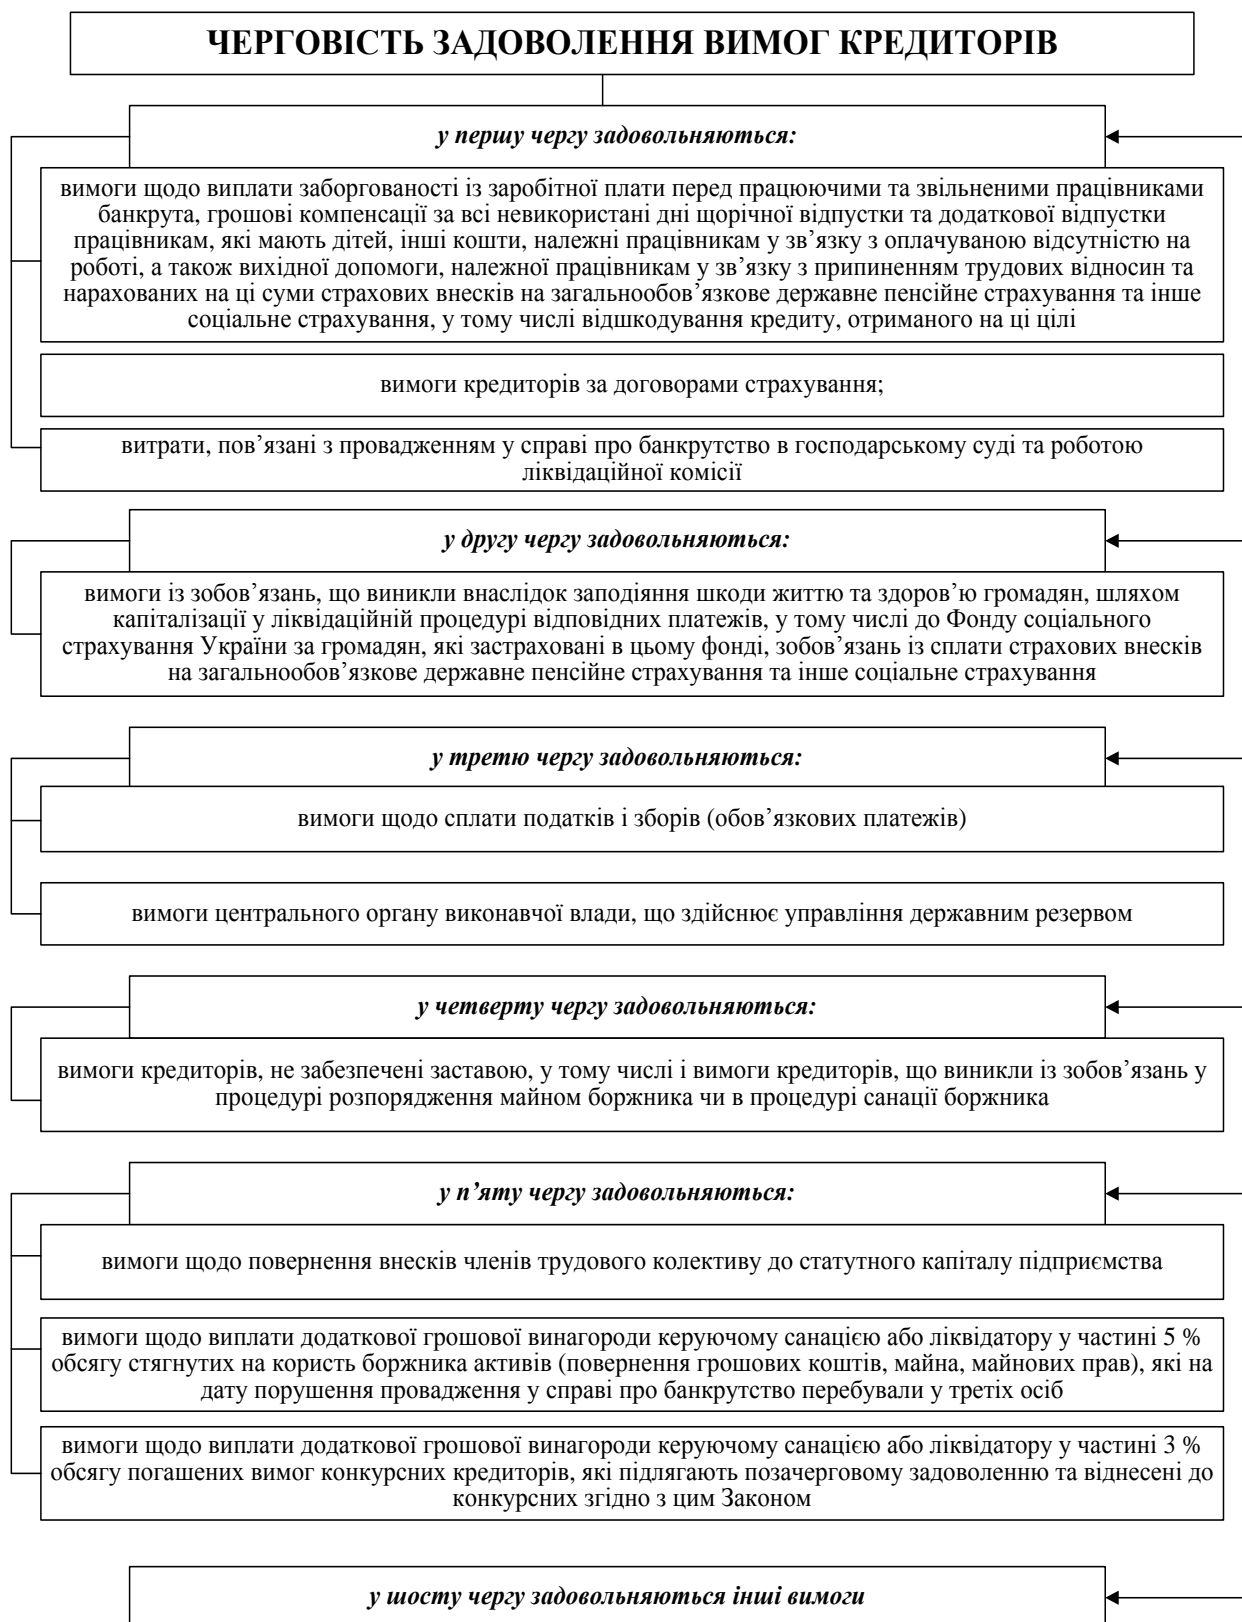 ЧЕРГОВІСТЬ ЗАДОВОЛЕННЯ ВИМОГ КРЕДИТОРІВ
у першу чергу задовольняються:
вимоги щодо виплати заборгованості із заробітної плати перед працюючими та звільненими працівниками
банкрута, грошові компенсації за всі невикористані дні щорічної відпустки та додаткової відпустки
працівникам, які мають дітей, інші кошти, належні працівникам у зв’язку з оплачуваною відсутністю на
роботі, а також вихідної допомоги, належної працівникам у зв’язку з припиненням трудових відносин та
нарахованих на ці суми страхових внесків на загальнообов’язкове державне пенсійне страхування та інше
соціальне страхування, у тому числі відшкодування кредиту, отриманого на ці цілі
вимоги кредиторів за договорами страхування;
витрати, пов’язані з провадженням у справі про банкрутство в господарському суді та роботою
ліквідаційної комісії
у другу чергу задовольняються:
вимоги із зобов’язань, що виникли внаслідок заподіяння шкоди життю та здоров’ю громадян, шляхом
капіталізації у ліквідаційній процедурі відповідних платежів, у тому числі до Фонду соціального
страхування України за громадян, які застраховані в цьому фонді, зобов’язань із сплати страхових внесків
на загальнообов’язкове державне пенсійне страхування та інше соціальне страхування
у третю чергу задовольняються:
вимоги щодо сплати податків і зборів (обов’язкових платежів)
вимоги центрального органу виконавчої влади, що здійснює управління державним резервом
у четверту чергу задовольняються:
вимоги кредиторів, не забезпечені заставою, у тому числі і вимоги кредиторів, що виникли із зобов’язань у
процедурі розпорядження майном боржника чи в процедурі санації боржника
у п’яту чергу задовольняються:
вимоги щодо повернення внесків членів трудового колективу до статутного капіталу підприємства
вимоги щодо виплати додаткової грошової винагороди керуючому санацією або ліквідатору у частині 5 %
обсягу стягнутих на користь боржника активів (повернення грошових коштів, майна, майнових прав), які на
дату порушення провадження у справі про банкрутство перебували у третіх осіб
вимоги щодо виплати додаткової грошової винагороди керуючому санацією або ліквідатору у частині 3 %
обсягу погашених вимог конкурсних кредиторів, які підлягають позачерговому задоволенню та віднесені до
конкурсних згідно з цим Законом
у шосту чергу задовольняються інші вимоги